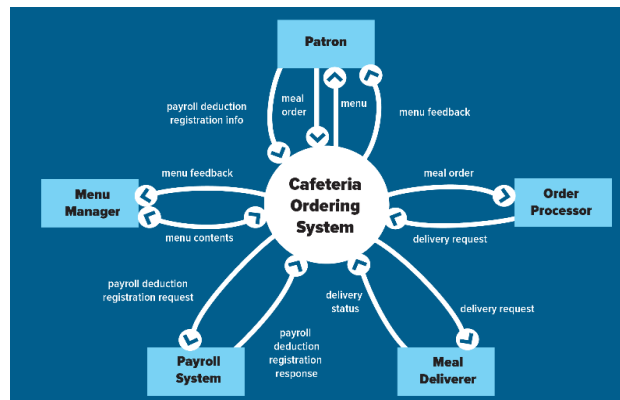 Patron
payroll deduction
registration info
meal
order
menu
menu feedback
menu feedback
meal order
Menu
Manager
Cafeteria
Ordering
System
Order
Processor
menu contents
delivery request
payroll deduction
registration request
delivery
status
delivery request
payroll
deduction
registration
response
Payroll
System
Meal
Deliverer